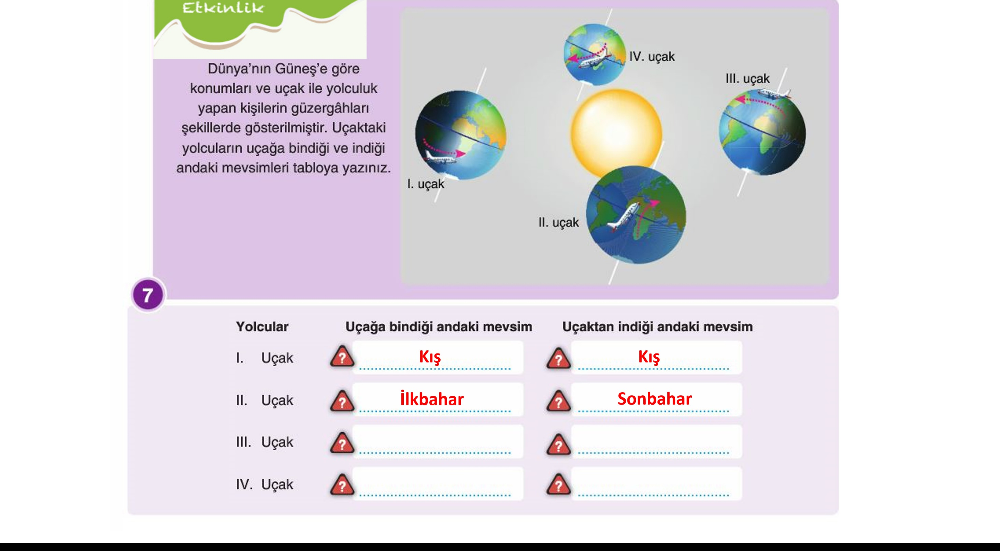 Etkinlik
Dünya'nın Güneş'e göre
konumları ve uçak ile yolculuk
yapan kişilerin güzergâhları
şekillerde gösterilmiştir. Uçaktaki
yolcuların uçağa bindiği ve indiği
andaki mevsimleri tabloya yazınız.
IV. uçak
III. uçak
I. uçak
II. uçak
7
Yolcular Uçağa bindiği andaki mevsim Uçaktan indiği andaki mevsim
I. Uçak ? Kış ? Kış
II. Uçak ? İlkbahar ? Sonbahar
III. Uçak ? ?
IV. Uçak ? ?